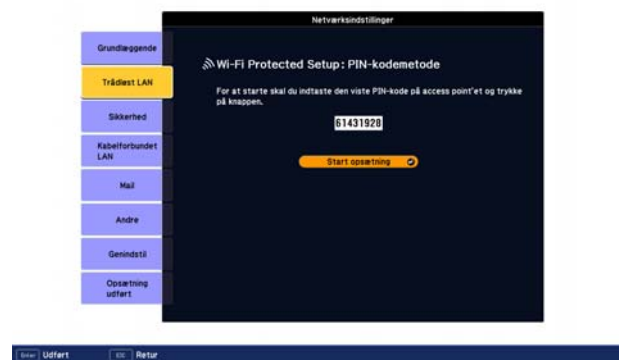 Netværksindstillinger
Grundlæggende
Trådløst LAN
Sikkerhed
Kabelforbundet
LAN
Mail
Andre
Genindstil
Opsætning
udført
Wi-Fi Protected Setup: PIN-kodemetode
For at starte skal du indtaste den viste PIN-kode på access point'et og trykke
på knappen.
61431928
Start opsætning
Enter Udført
ESC Retur